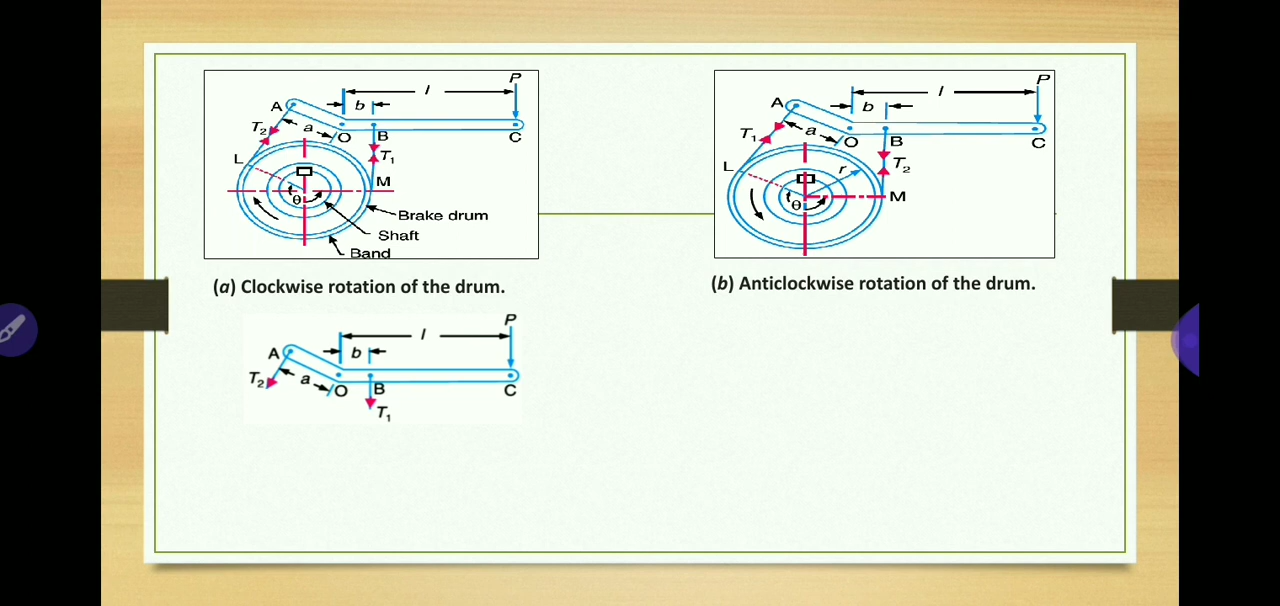 P
l
A
b
T2
a
O
B
C
T1
L
M
θ
Brake drum
Shaft
Band
(a) Clockwise rotation of the drum.
P
l
A
b
T1
a
O
B
C
T2
L
r
θ
M
(b) Anticlockwise rotation of the drum.
P
l
A
b
T2
a
O
B
C
T1